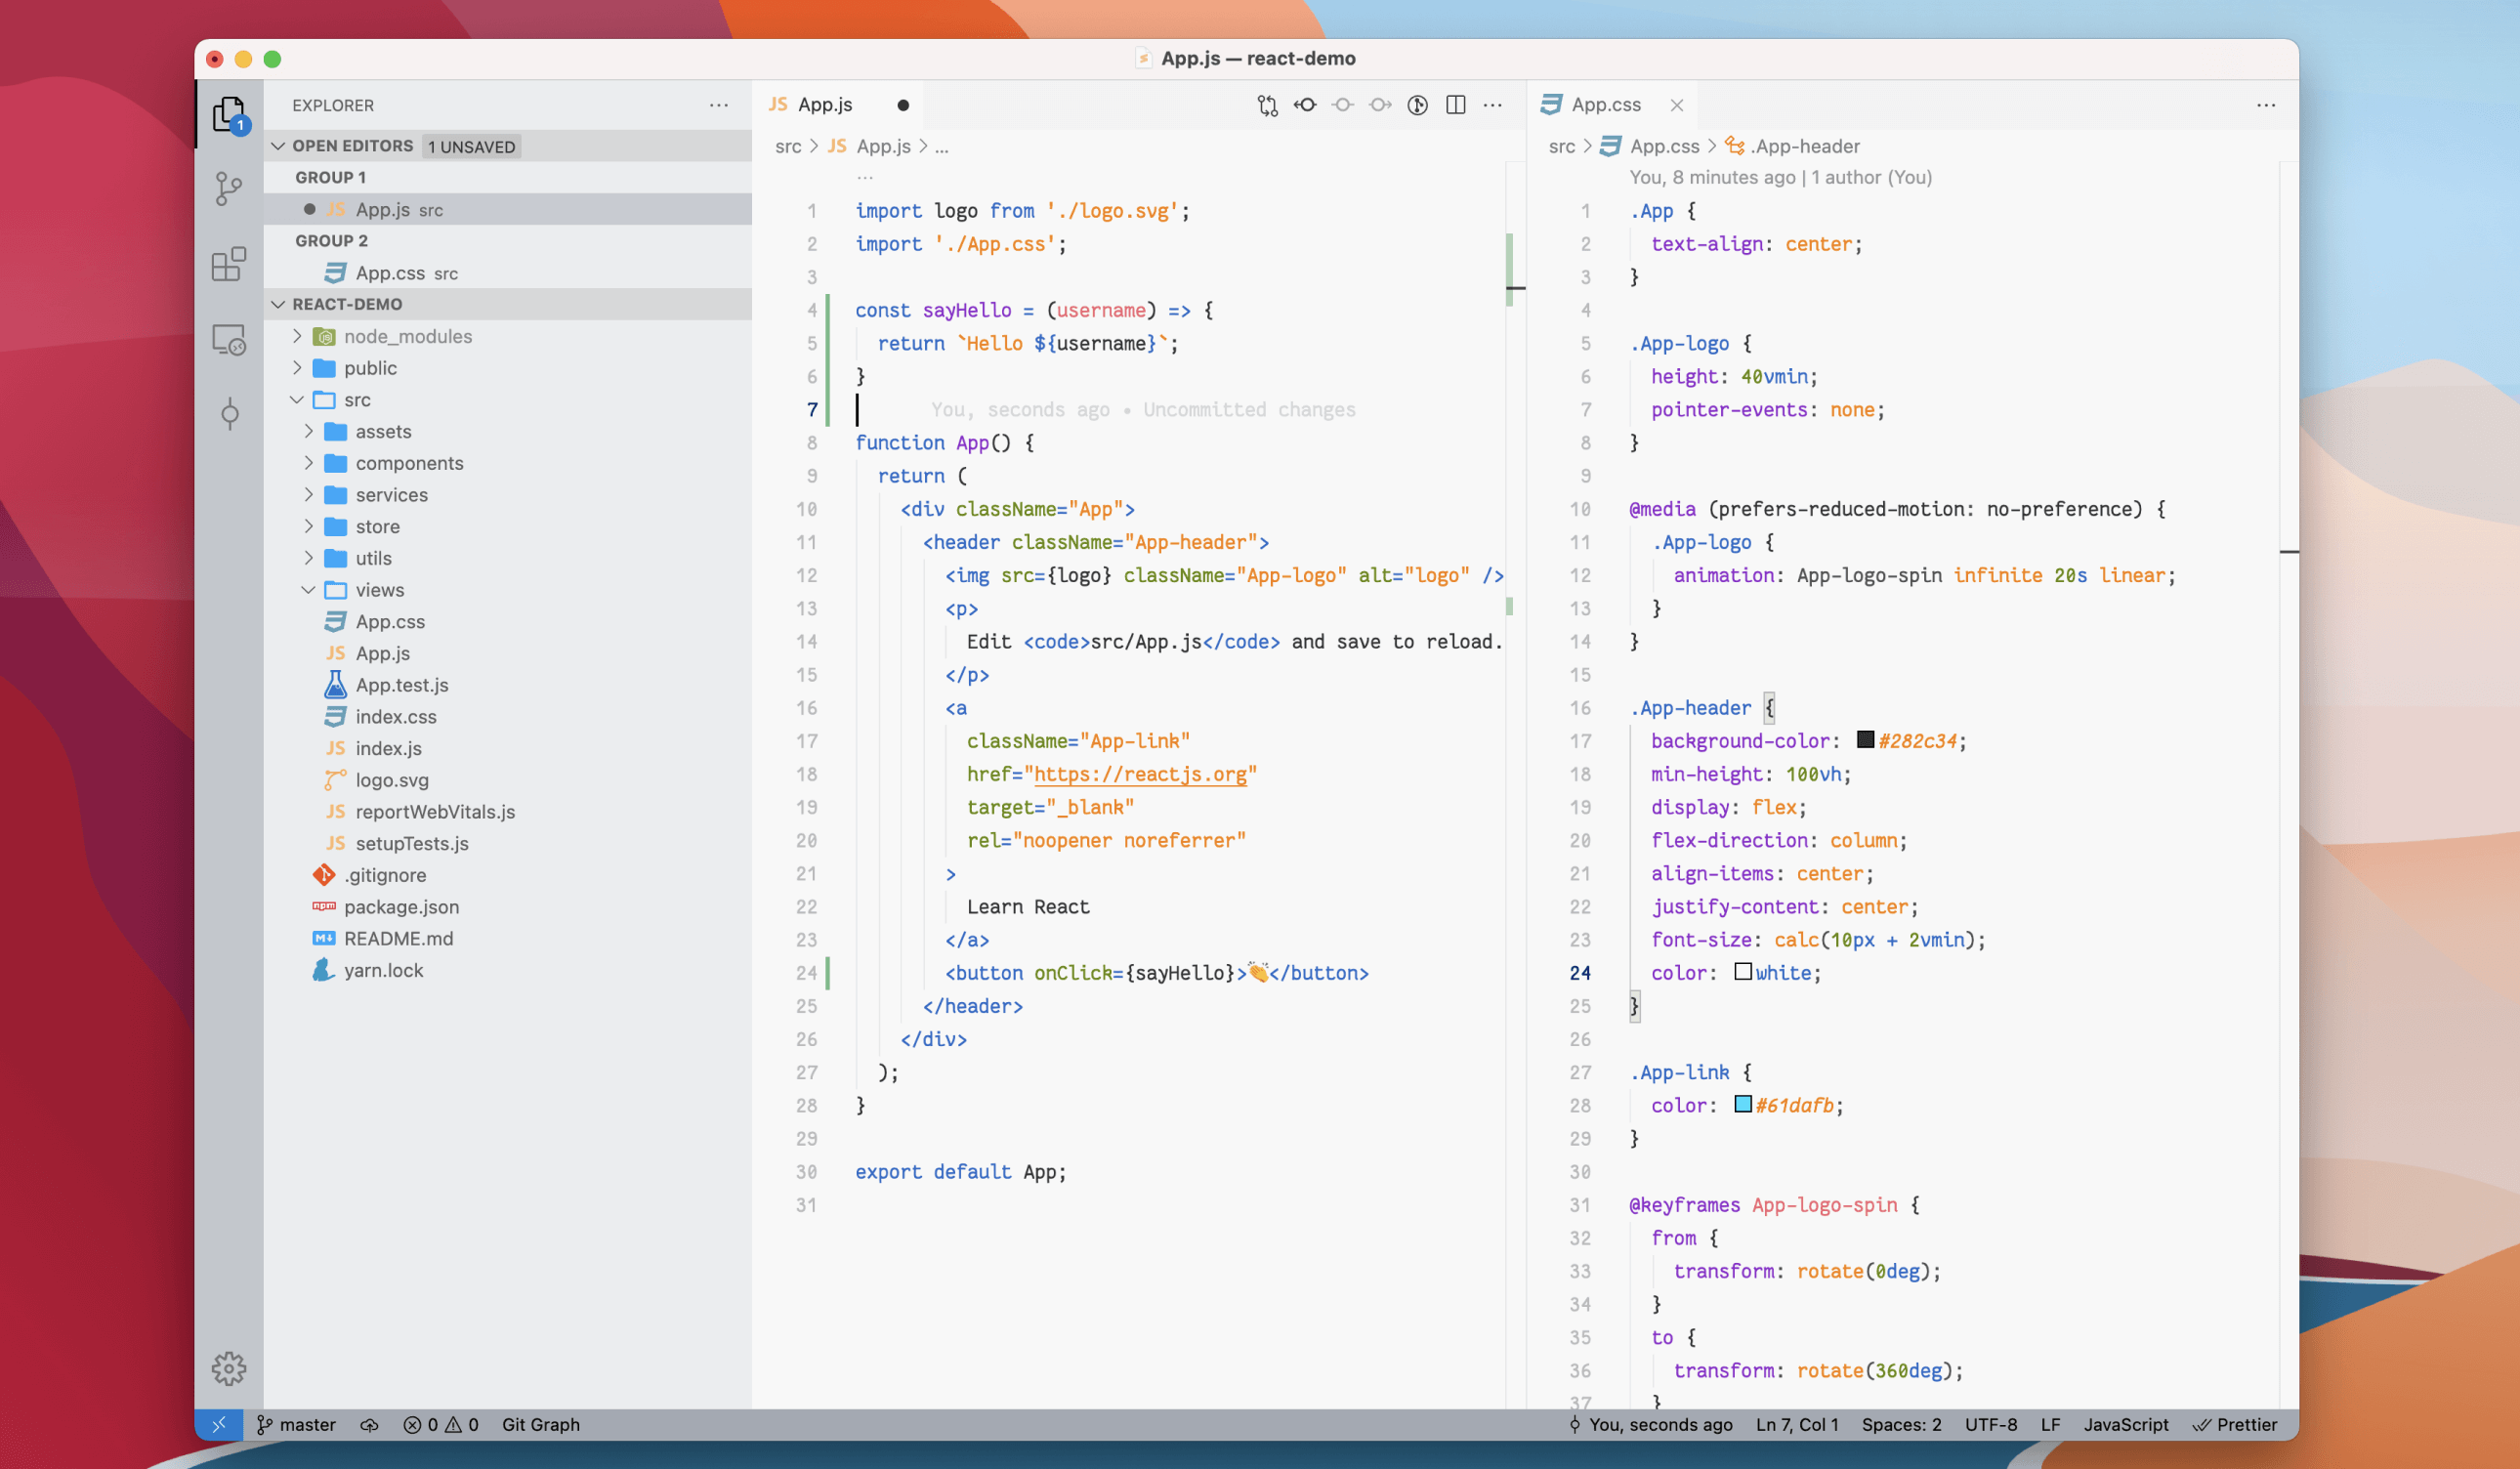 App.js — react-demo
EXPLORER
1
OPEN EDITORS 1 UNSAVED
GROUP 1
JS App.js src
GROUP 2
App.css src
REACT-DEMO
node_modules
public
src
assets
components
services
store
utils
views
App.css
JS App.js
App.test.js
index.css
JS index.js
logo.svg
JS reportWebVitals.js
JS setupTests.js
.gitignore
npm package.json
M↓ README.md
yarn.lock
JS App.js
src > JS App.js > ...
...
1 import logo from './logo.svg';
2 import './App.css';
3
4 const sayHello = (username) => {
5 return `Hello ${username}`;
6 }
7 You, seconds ago • Uncommitted changes
8 function App() {
9 return (
10 <div className="App">
11 <header className="App-header">
12 <img src={logo} className="App-logo" alt="logo" />
13 <p>
14 Edit <code>src/App.js</code> and save to reload.
15 </p>
16 <a
17 className="App-link"
18 href="https://reactjs.org"
19 target="_blank"
20 rel="noopener noreferrer"
21 >
22 Learn React
23 </a>
24 <button onClick={sayHello}>👏</button>
25 </header>
26 </div>
27 );
28 }
29
30 export default App;
31
App.css
src > App.css > .App-header
You, 8 minutes ago | 1 author (You)
1 .App {
2 text-align: center;
3 }
4
5 .App-logo {
6 height: 40vmin;
7 pointer-events: none;
8 }
9
10 @media (prefers-reduced-motion: no-preference) {
11 .App-logo {
12 animation: App-logo-spin infinite 20s linear;
13 }
14 }
15
16 .App-header {
17 background-color: #282c34;
18 min-height: 100vh;
19 display: flex;
20 flex-direction: column;
21 align-items: center;
22 justify-content: center;
23 font-size: calc(10px + 2vmin);
24 color: white;
25 }
26
27 .App-link {
28 color: #61dafb;
29 }
30
31 @keyframes App-logo-spin {
32 from {
33 transform: rotate(0deg);
34 }
35 to {
36 transform: rotate(360deg);
37 }
master 0 0 Git Graph
You, seconds ago Ln 7, Col 1 Spaces: 2 UTF-8 LF JavaScript Prettier